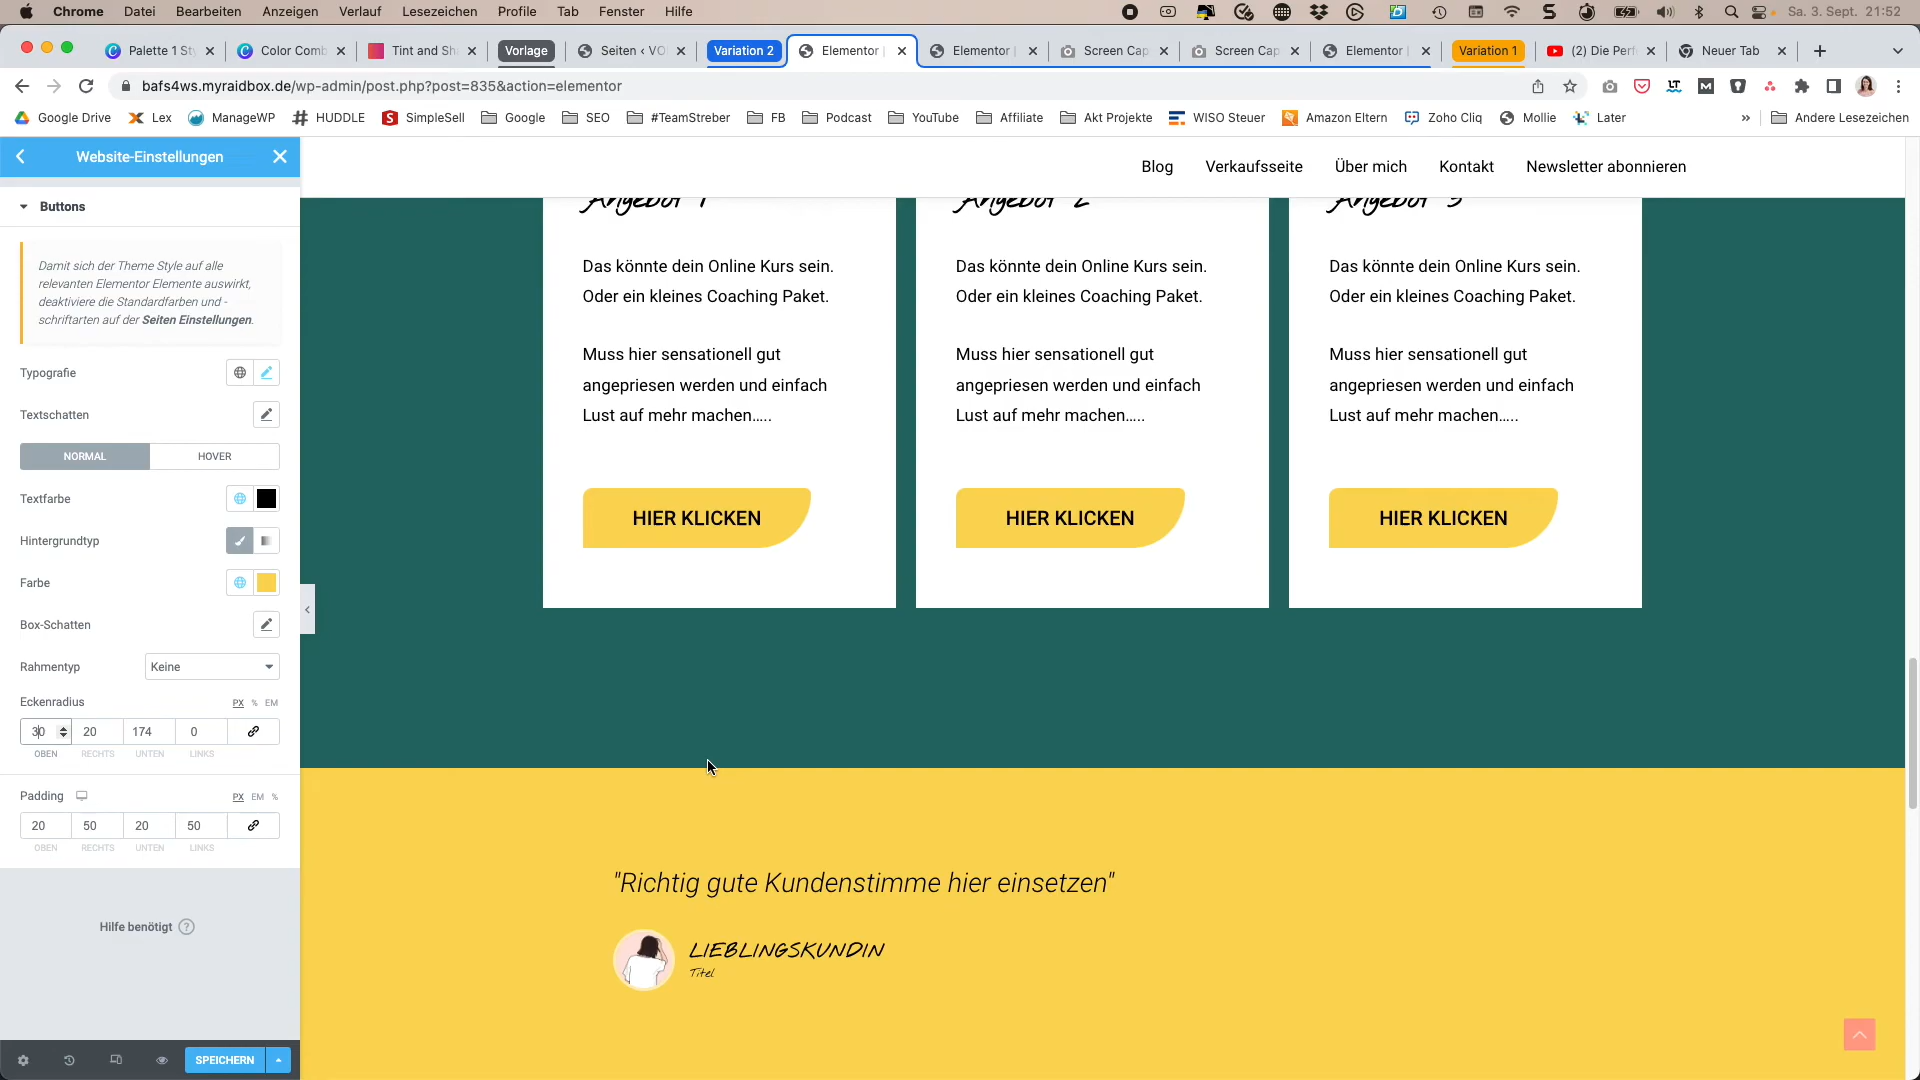 Chrome Datei Bearbeiten Anzeigen Verlauf Lesezeichen Profile Tab Fenster Hilfe Sa. 3. Sept. 21:52
Palette 1 St Color Comb Tint and Sh Vorlage Seiten ‹ VO Variation 2 Elementor Elementor Screen Cap Screen Cap Elementor Variation 1 (2) Die Perf Neuer Tab
bafs4ws.myraidbox.de/wp-admin/post.php?post=835&action=elementor
Google Drive Lex ManageWP HUDDLE SimpleSell Google SEO #TeamStreber FB Podcast YouTube Affiliate Akt Projekte WISO Steuer Amazon Eltern Zoho Cliq Mollie Later » Andere Lesezeichen
Website-Einstellungen
Buttons
Damit sich der Theme Style auf alle
relevanten Elementor Elemente auswirkt,
deaktiviere die Standardfarben und -
schriftarten auf der Seiten Einstellungen.
Typografie
Textschatten
NORMAL HOVER
Textfarbe
Hintergrundtyp
Farbe
Box-Schatten
Rahmentyp Keine
Eckenradius PX % EM
30 20 174 0
OBEN RECHTS UNTEN LINKS
Padding PX EM %
20 50 20 50
OBEN RECHTS UNTEN LINKS
Hilfe benötigt ?
SPEICHERN
Blog Verkaufsseite Über mich Kontakt Newsletter abonnieren
Angebot 1 Angebot 2 Angebot 3
Das könnte dein Online Kurs sein. Das könnte dein Online Kurs sein. Das könnte dein Online Kurs sein.
Oder ein kleines Coaching Paket. Oder ein kleines Coaching Paket. Oder ein kleines Coaching Paket.
Muss hier sensationell gut Muss hier sensationell gut Muss hier sensationell gut
angepriesen werden und einfach angepriesen werden und einfach angepriesen werden und einfach
Lust auf mehr machen….. Lust auf mehr machen….. Lust auf mehr machen…..
HIER KLICKEN HIER KLICKEN HIER KLICKEN
"Richtig gute Kundenstimme hier einsetzen"
LIEBLINGSKUNDIN
Titel